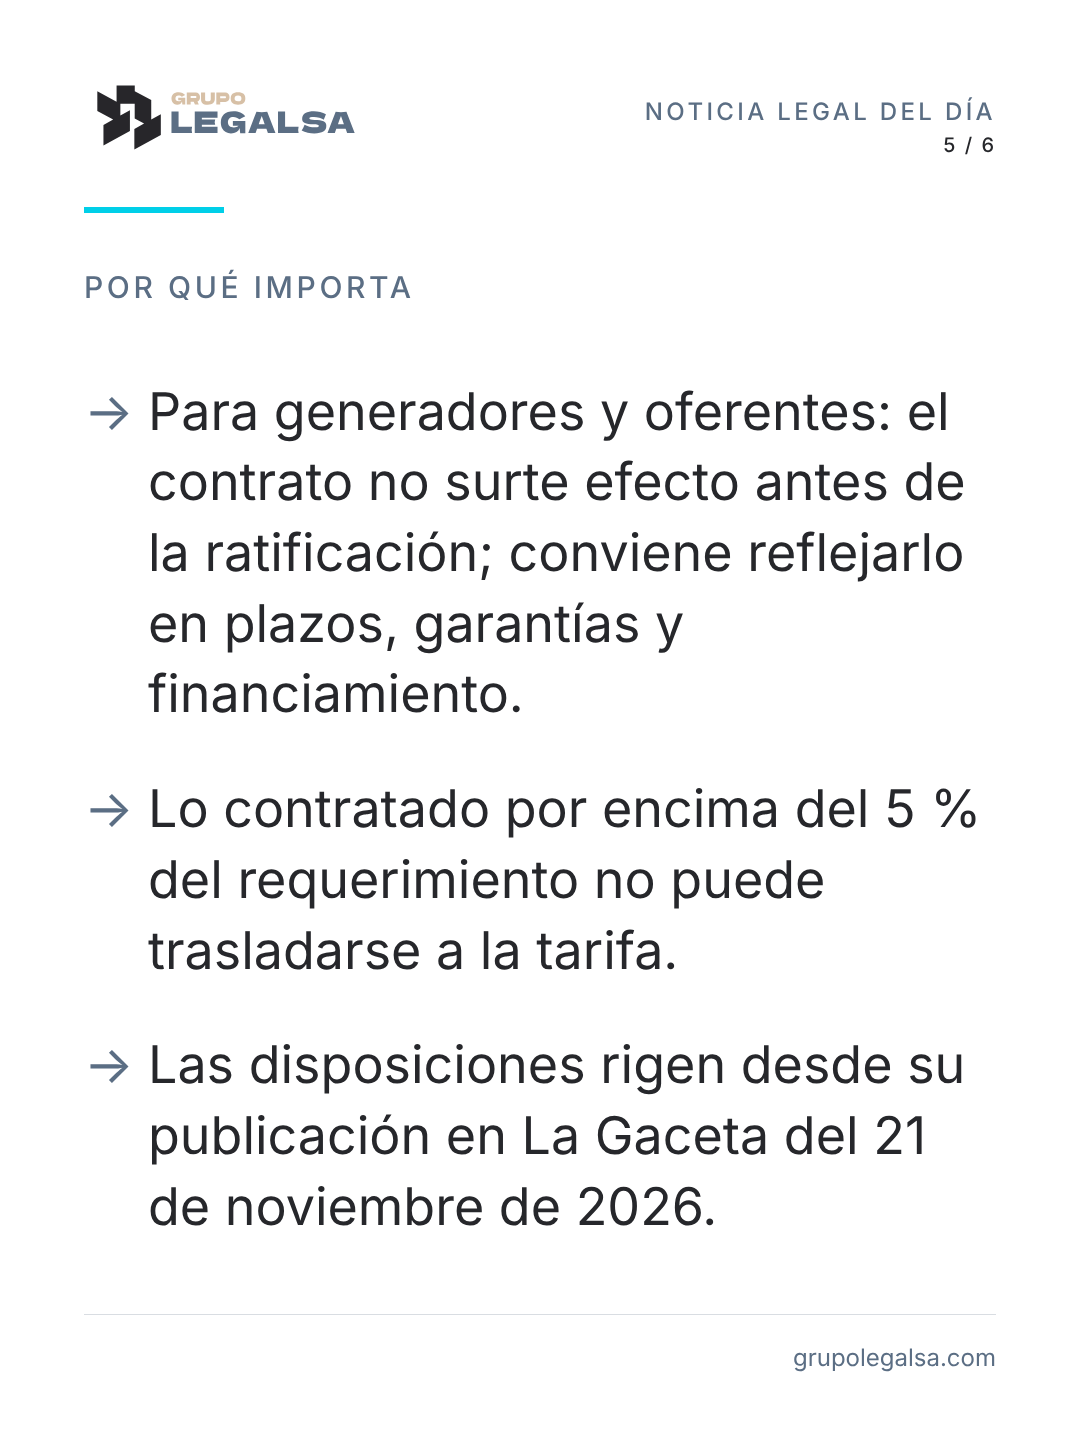 GRUPO
LEGALSA
NOTICIA LEGAL DEL DÍA
5 / 6
POR QUÉ IMPORTA
→ Para generadores y oferentes: el
contrato no surte efecto antes de
la ratificación; conviene reflejarlo
en plazos, garantías y
financiamiento.
→ Lo contratado por encima del 5 %
del requerimiento no puede
trasladarse a la tarifa.
→ Las disposiciones rigen desde su
publicación en La Gaceta del 21
de noviembre de 2026.
grupolegalsa.com